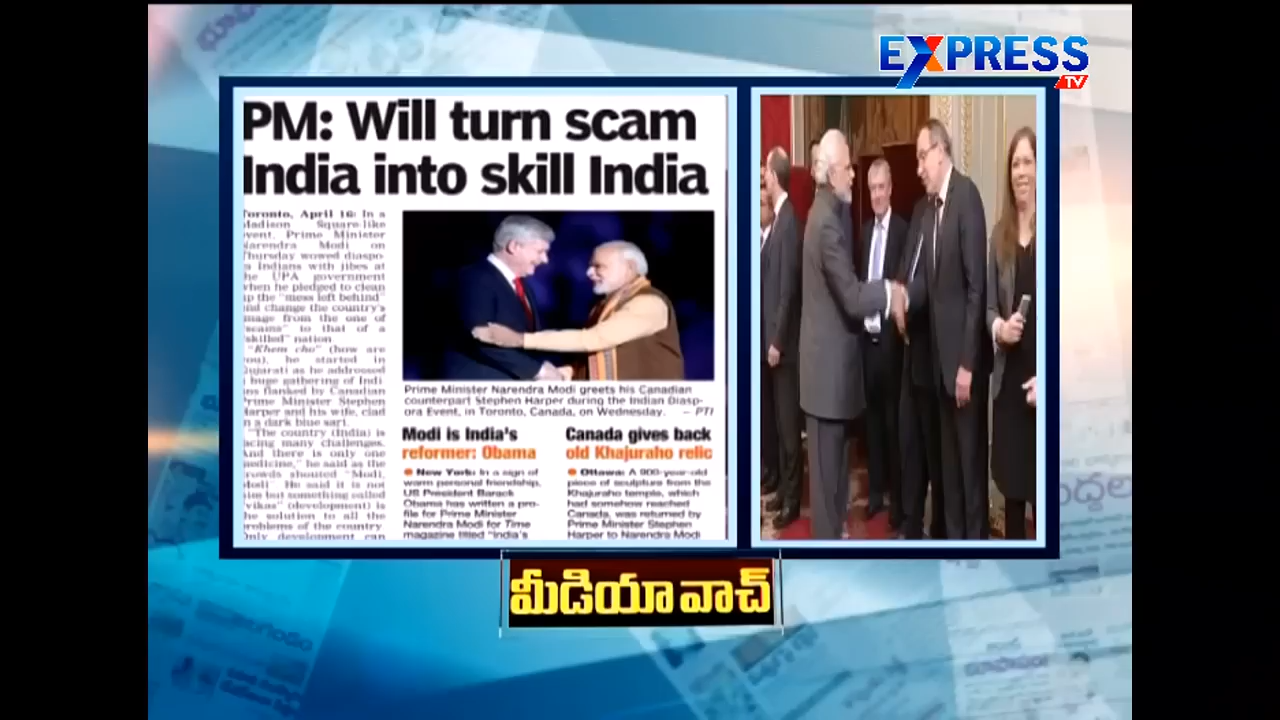 EXPRESS
TV
PM: Will turn scam
India into skill India
Toronto, April 16: In a
Madison Square-like
event, Prime Minister
Narendra Modi on
Thursday wowed diaspo-
ra Indians with jibes at
the UPA government
when he pledged to clean
up the "mess left behind"
and change the country's
image from the one of
"scams" to that of a
"skilled" nation.
"Khem cho" (how are
you), he started in
Gujarati as he addressed
a huge gathering of Indi
ans flanked by Canadian
Prime Minister Stephen
Harper and his wife, clad
in a dark blue sari.
"The country (India) is
facing many challenges.
And there is only one
medicine," he said as the
crowds shouted "Modi,
Modi". He said it is not
but something called
"vikas" (development) is
the solution to all the
problems of the country.
Only development can
Prime Minister Narendra Modi greets his Canadian
counterpart Stephen Harper during the Indian Diasp-
ora Event, in Toronto, Canada, on Wednesday. — PTI
Modi is India's
reformer: Obama
New York: In a sign of
warm personal friendship,
US President Barack
Obama has written a pro-
file for Prime Minister
Narendra Modi for Time
magazine titled "India's
Canada gives back
old Khajuraho relic
Ottawa: A 900-year-old
piece of sculpture from the
Khajuraho temple, which
had somehow reached
Canada, was returned by
Prime Minister Stephen
Harper to Narendra Modi
మీడియా వాచ్